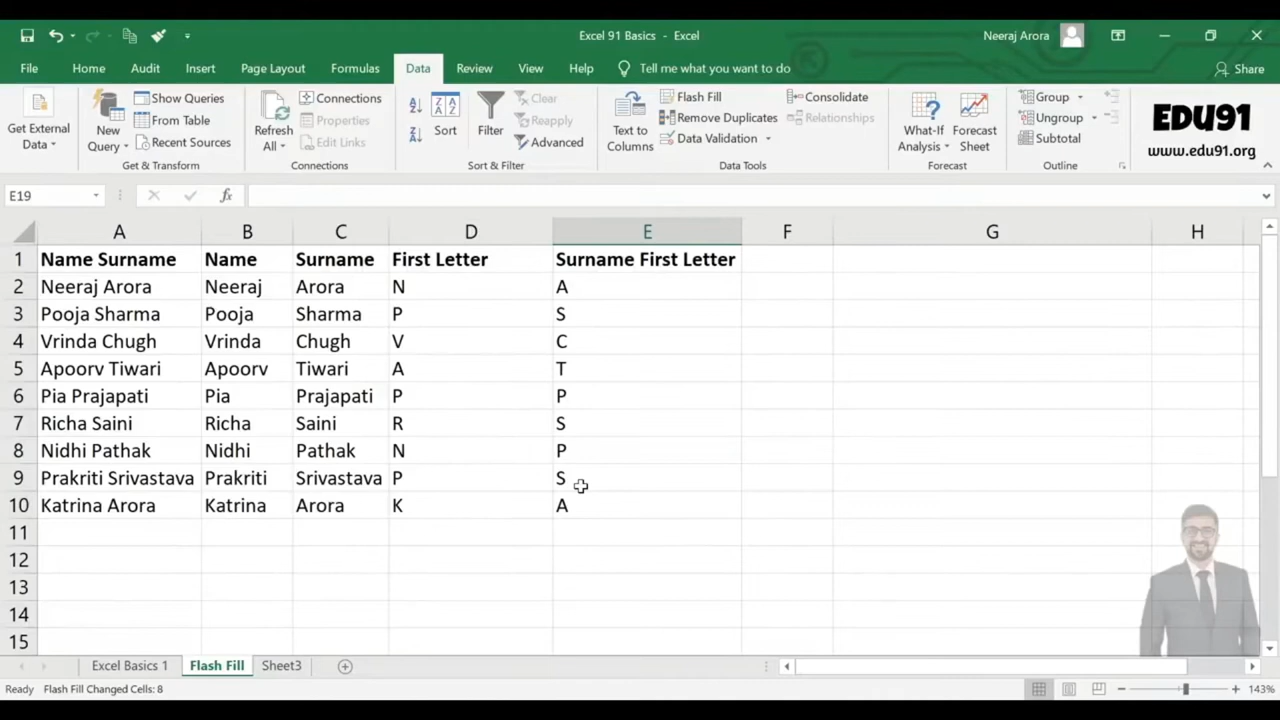 Excel 91 Basics - Excel
Neeraj Arora
File Home Audit Insert Page Layout Formulas Data Review View Help Tell me what you want to do Share
Get External Data
New Query
Show Queries
From Table
Recent Sources
Get & Transform
Refresh All
Connections
Properties
Edit Links
Connections
Sort
Filter
Clear
Reapply
Advanced
Sort & Filter
Text to Columns
Flash Fill
Remove Duplicates
Data Validation
Consolidate
Relationships
Data Tools
What-If Analysis
Forecast Sheet
Forecast
Group
Ungroup
Subtotal
Outline
EDU91
www.edu91.org
E19 fx
A B C D E F G H
1 Name Surname Name Surname First Letter Surname First Letter
2 Neeraj Arora Neeraj Arora N A
3 Pooja Sharma Pooja Sharma P S
4 Vrinda Chugh Vrinda Chugh V C
5 Apoorv Tiwari Apoorv Tiwari A T
6 Pia Prajapati Pia Prajapati P P
7 Richa Saini Richa Saini R S
8 Nidhi Pathak Nidhi Pathak N P
9 Prakriti Srivastava Prakriti Srivastava P S
10 Katrina Arora Katrina Arora K A
11
12
13
14
15
Excel Basics 1 Flash Fill Sheet3
Ready Flash Fill Changed Cells: 8 143%